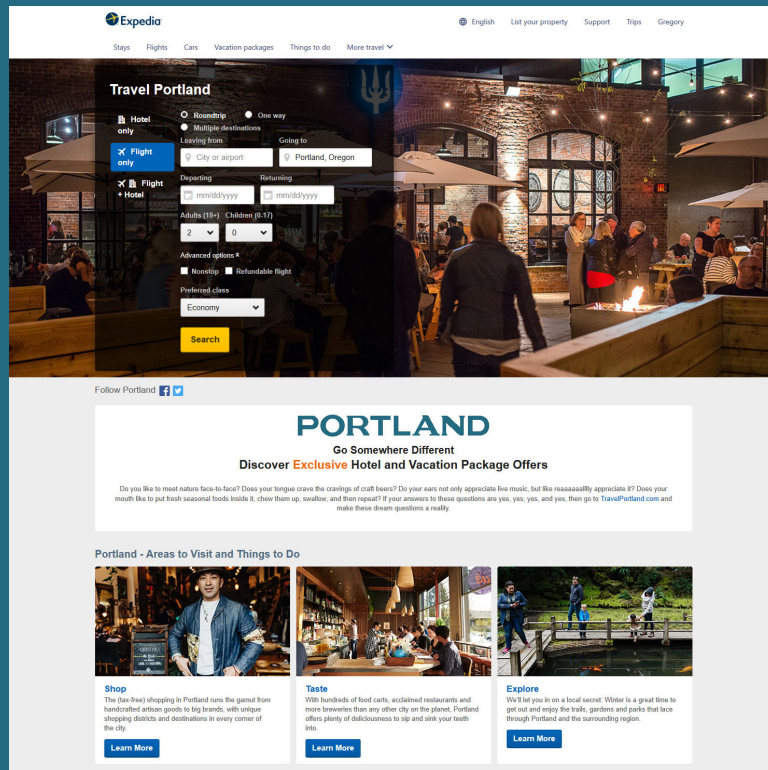 Expedia
English List your property Support Trips Gregory
Stays Flights Cars Vacation packages Things to do More travel
Travel Portland
Hotel only
Flight only
Flight + Hotel
Roundtrip One way
Multiple destinations
Leaving from Going to
City or airport Portland, Oregon
Departing Returning
mm/dd/yyyy mm/dd/yyyy
Adults (18+) Children (0-17)
2 0
Advanced options
Nonstop Refundable flight
Preferred class
Economy
Search
Follow Portland
PORTLAND
Go Somewhere Different
Discover Exclusive Hotel and Vacation Package Offers
Do you like to meet nature face-to-face? Does your tongue crave the cravings of craft beers? Do your ears not only appreciate live music, but like reaaaaaallly appreciate it? Does your
mouth like to put fresh seasonal foods inside it, chew them up, swallow, and then repeat? If your answers to these questions are yes, yes, yes, and yes, then go to TravelPortland.com and
make these dream questions a reality.
Portland - Areas to Visit and Things to Do
Shop
The (tax-free) shopping in Portland runs the gamut from
handcrafted artisan goods to big brands, with unique
shopping districts and destinations in every corner of
the city.
Learn More
Taste
With hundreds of food carts, acclaimed restaurants and
more breweries than any other city on the planet, Portland
offers plenty of deliciousness to sip and sink your teeth
into.
Learn More
Explore
We'll let you in on a local secret: Winter is a great time to
get out and enjoy the trails, gardens and parks that lace
through Portland and the surrounding region.
Learn More